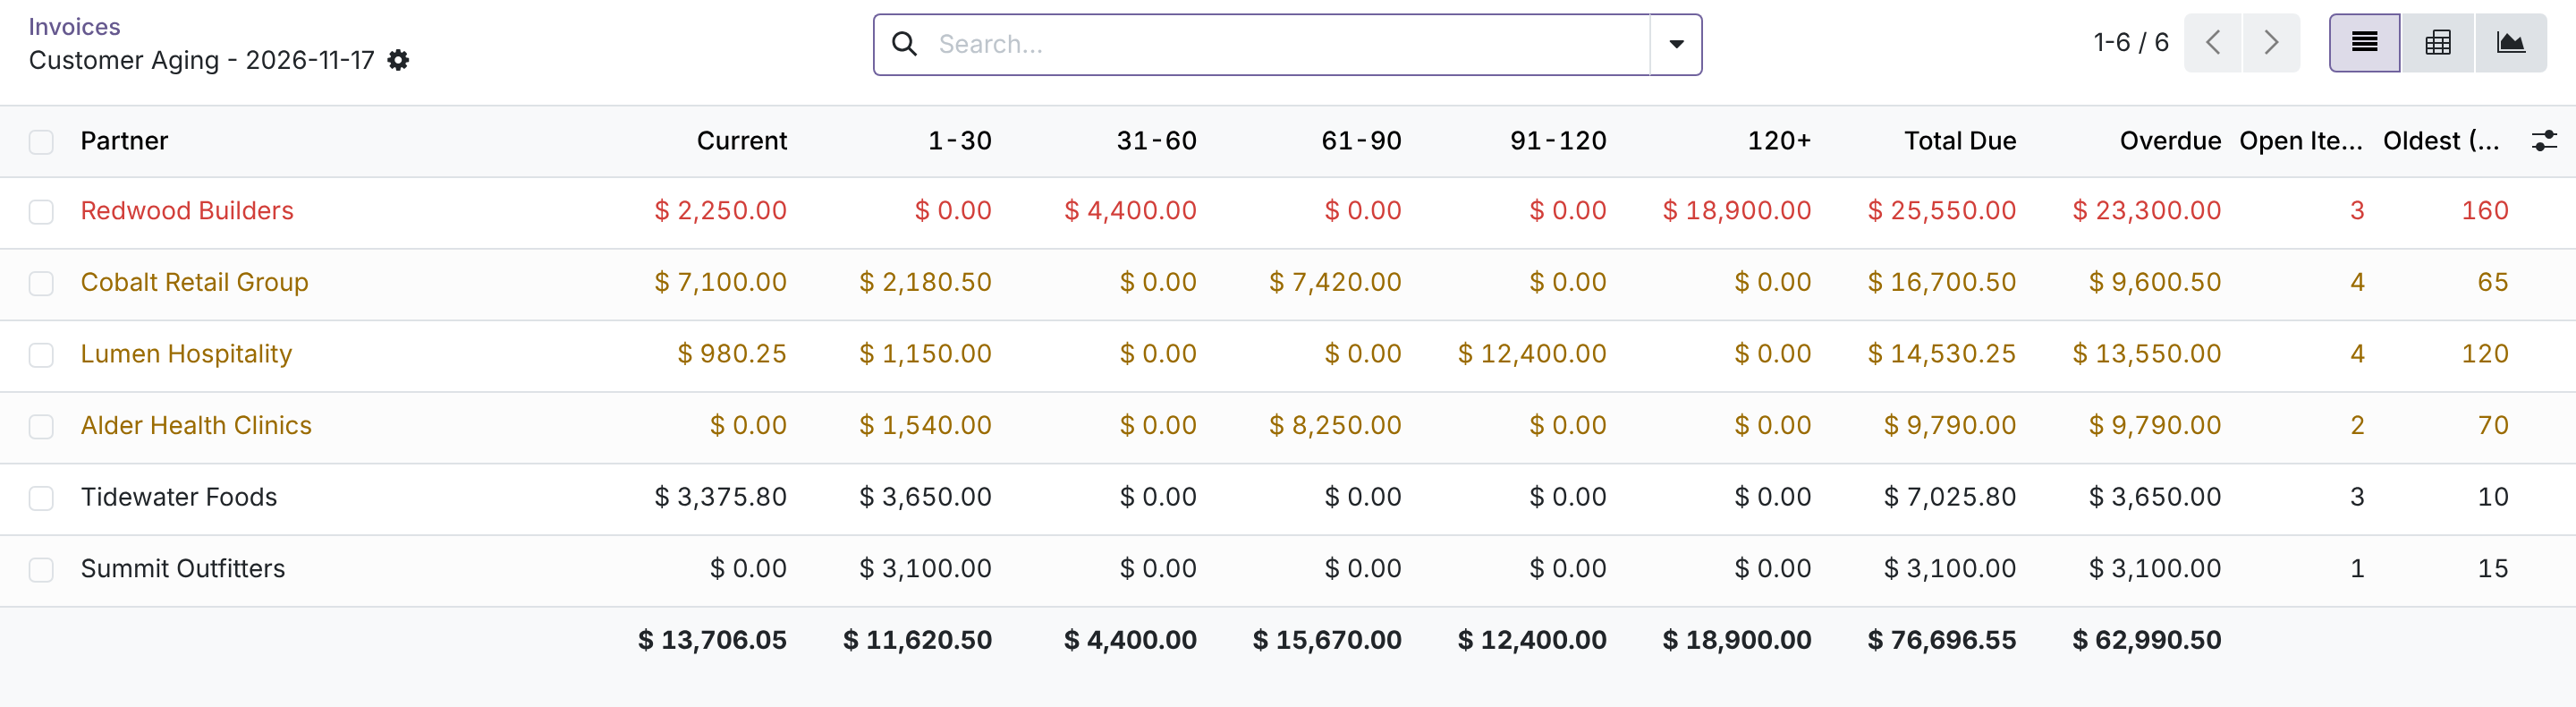 Invoices
Customer Aging - 2026-11-17
Search...
1-6 / 6
Partner Current 1-30 31-60 61-90 91-120 120+ Total Due Overdue Open Ite... Oldest (...
Redwood Builders $ 2,250.00 $ 0.00 $ 4,400.00 $ 0.00 $ 0.00 $ 18,900.00 $ 25,550.00 $ 23,300.00 3 160
Cobalt Retail Group $ 7,100.00 $ 2,180.50 $ 0.00 $ 7,420.00 $ 0.00 $ 0.00 $ 16,700.50 $ 9,600.50 4 65
Lumen Hospitality $ 980.25 $ 1,150.00 $ 0.00 $ 0.00 $ 12,400.00 $ 0.00 $ 14,530.25 $ 13,550.00 4 120
Alder Health Clinics $ 0.00 $ 1,540.00 $ 0.00 $ 8,250.00 $ 0.00 $ 0.00 $ 9,790.00 $ 9,790.00 2 70
Tidewater Foods $ 3,375.80 $ 3,650.00 $ 0.00 $ 0.00 $ 0.00 $ 0.00 $ 7,025.80 $ 3,650.00 3 10
Summit Outfitters $ 0.00 $ 3,100.00 $ 0.00 $ 0.00 $ 0.00 $ 0.00 $ 3,100.00 $ 3,100.00 1 15
$ 13,706.05 $ 11,620.50 $ 4,400.00 $ 15,670.00 $ 12,400.00 $ 18,900.00 $ 76,696.55 $ 62,990.50